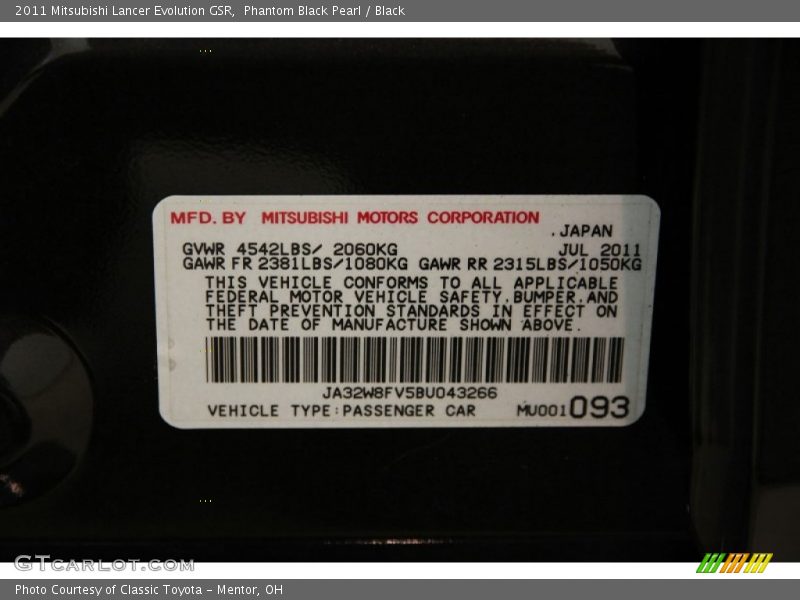 2011 Mitsubishi Lancer Evolution GSR,  Phantom Black Pearl / Black
MFD. BY  MITSUBISHI MOTORS CORPORATION
.JAPAN
GVWR 4542LBS/ 2060KG  JUL 2011
GAWR FR 2381LBS/1080KG  GAWR RR 2315LBS/1050KG
THIS VEHICLE CONFORMS TO ALL APPLICABLE
FEDERAL MOTOR VEHICLE SAFETY,BUMPER,AND
THEFT PREVENTION STANDARDS IN EFFECT ON
THE DATE OF MANUFACTURE SHOWN ABOVE.
JA32W8FV5BU043266
VEHICLE TYPE:PASSENGER CAR  MU001093
GTCARLOT.COM
Photo Courtesy of Classic Toyota - Mentor, OH